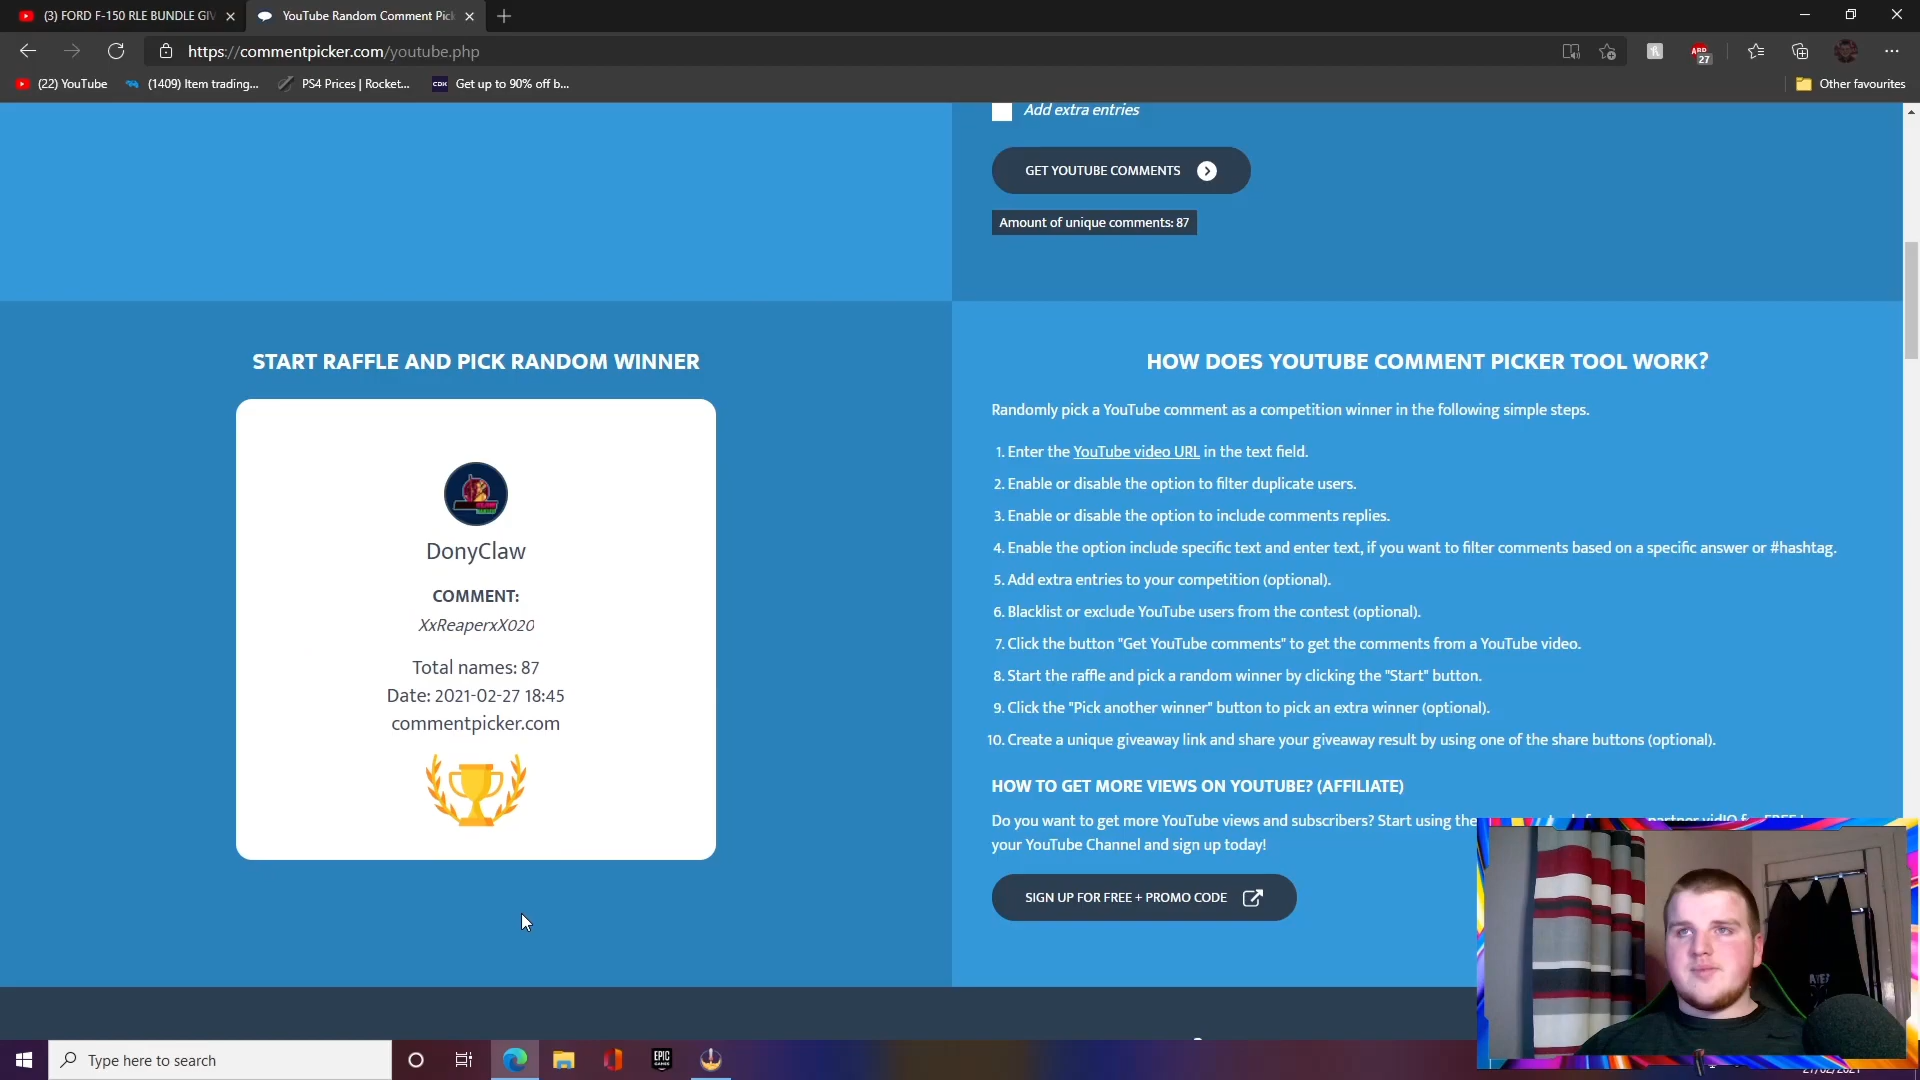 (3) FORD F-150 RLE BUNDLE GIV
YouTube Random Comment Pick
https://commentpicker.com/youtube.php
27
(22) YouTube
(1409) Item trading...
PS4 Prices | Rocket...
CDK
Get up to 90% off b...
Other favourites
Add extra entries
GET YOUTUBE COMMENTS
Amount of unique comments: 87
START RAFFLE AND PICK RANDOM WINNER
DonyClaw
COMMENT:
XxReaperxX020
Total names: 87
Date: 2021-02-27 18:45
commentpicker.com
HOW DOES YOUTUBE COMMENT PICKER TOOL WORK?
Randomly pick a YouTube comment as a competition winner in the following simple steps.
1. Enter the YouTube video URL in the text field.
2. Enable or disable the option to filter duplicate users.
3. Enable or disable the option to include comments replies.
4. Enable the option include specific text and enter text, if you want to filter comments based on a specific answer or #hashtag.
5. Add extra entries to your competition (optional).
6. Blacklist or exclude YouTube users from the contest (optional).
7. Click the button "Get YouTube comments" to get the comments from a YouTube video.
8. Start the raffle and pick a random winner by clicking the "Start" button.
9. Click the "Pick another winner" button to pick an extra winner (optional).
10. Create a unique giveaway link and share your giveaway result by using one of the share buttons (optional).
HOW TO GET MORE VIEWS ON YOUTUBE? (AFFILIATE)
Do you want to get more YouTube views and subscribers? Start using the
your YouTube Channel and sign up today!
SIGN UP FOR FREE + PROMO CODE
Type here to search
EPIC
GAMES
27/02/2021